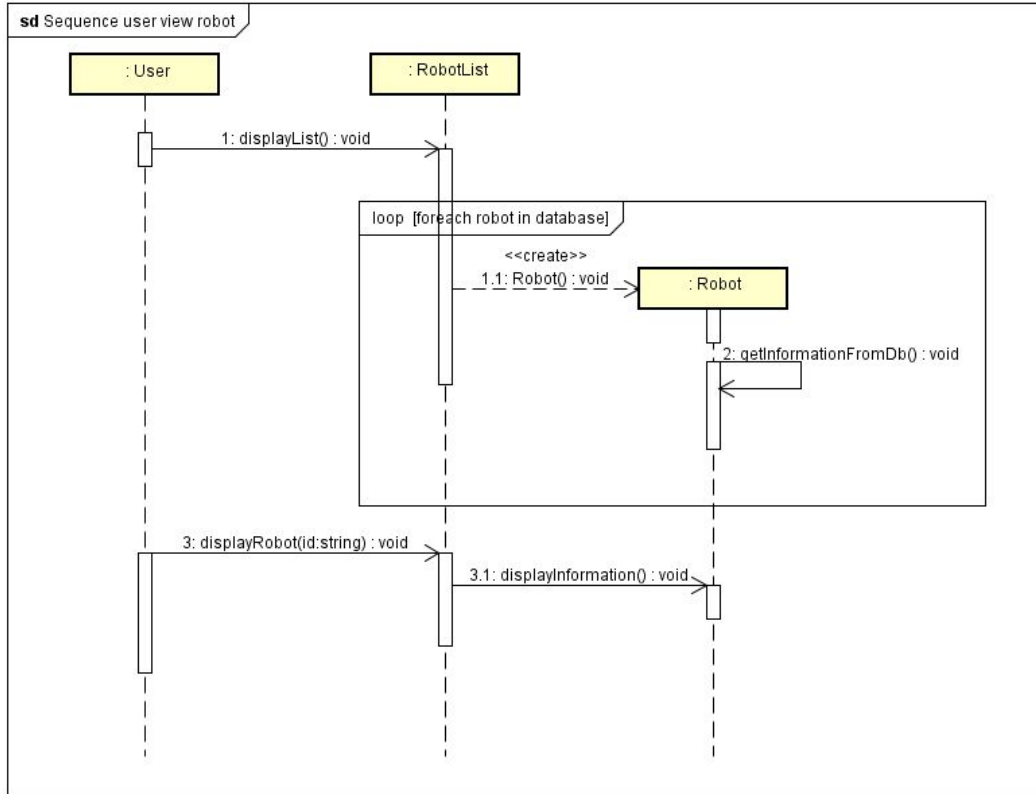 sd Sequence user view robot
: User
: RobotList
1: displayList() : void
loop [foreach robot in database]
<<create>>
1.1: Robot() : void
: Robot
2: getInformationFromDb() : void
3: displayRobot(id:string) : void
3.1: displayInformation() : void